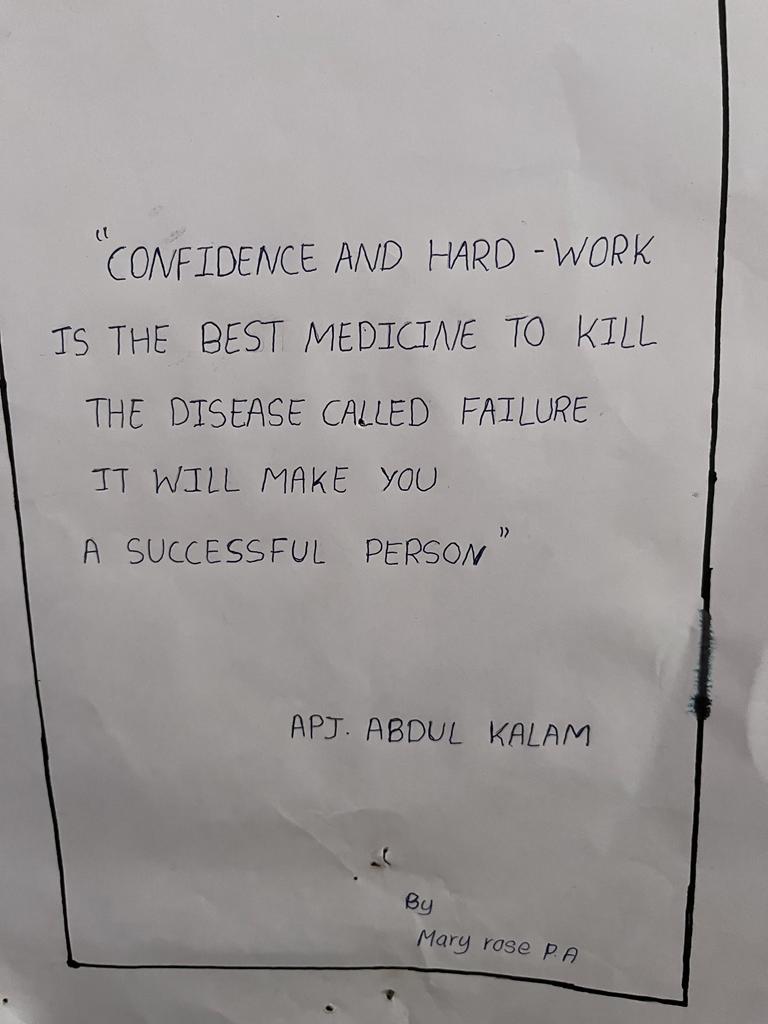 "CONFIDENCE AND HARD - WORK
IS THE BEST MEDICINE TO KILL
THE DISEASE CALLED FAILURE
IT WILL MAKE YOU
A SUCCESSFUL PERSON"
APJ. ABDUL KALAM
By
Mary rose P.A